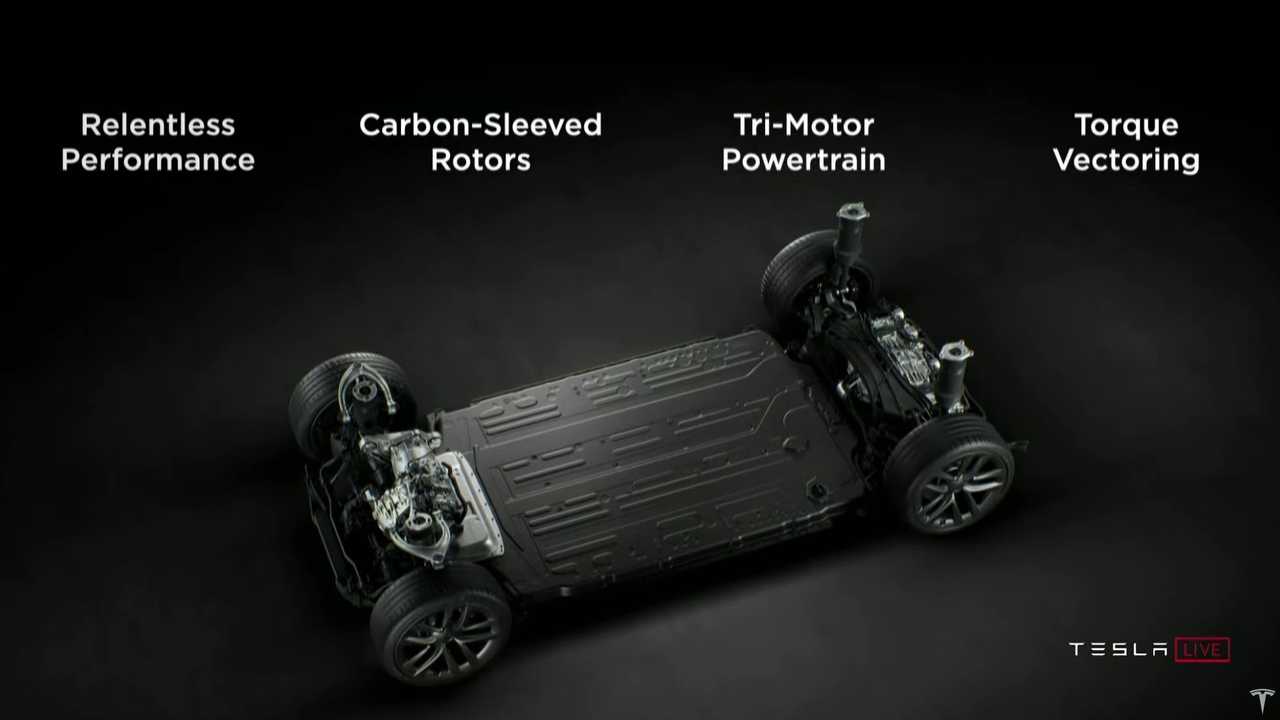 Relentless
Performance
Carbon-Sleeved
Rotors
Tri-Motor
Powertrain
Torque
Vectoring
TESLA LIVE